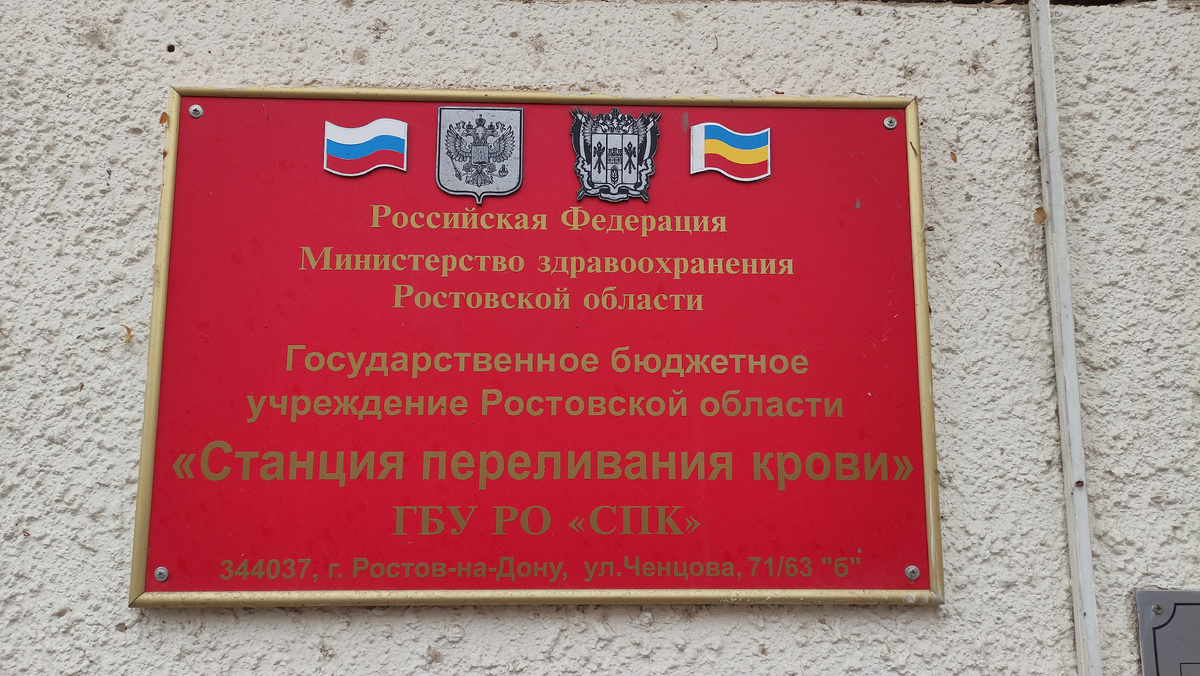 Российская Федерация
Министерство здравоохранения
Ростовской области
Государственное бюджетное
учреждение Ростовской области
«Станция переливания крови»
ГБУ РО «СПК»
344037, г. Ростов-на-Дону, ул.Ченцова, 71/63 "б"